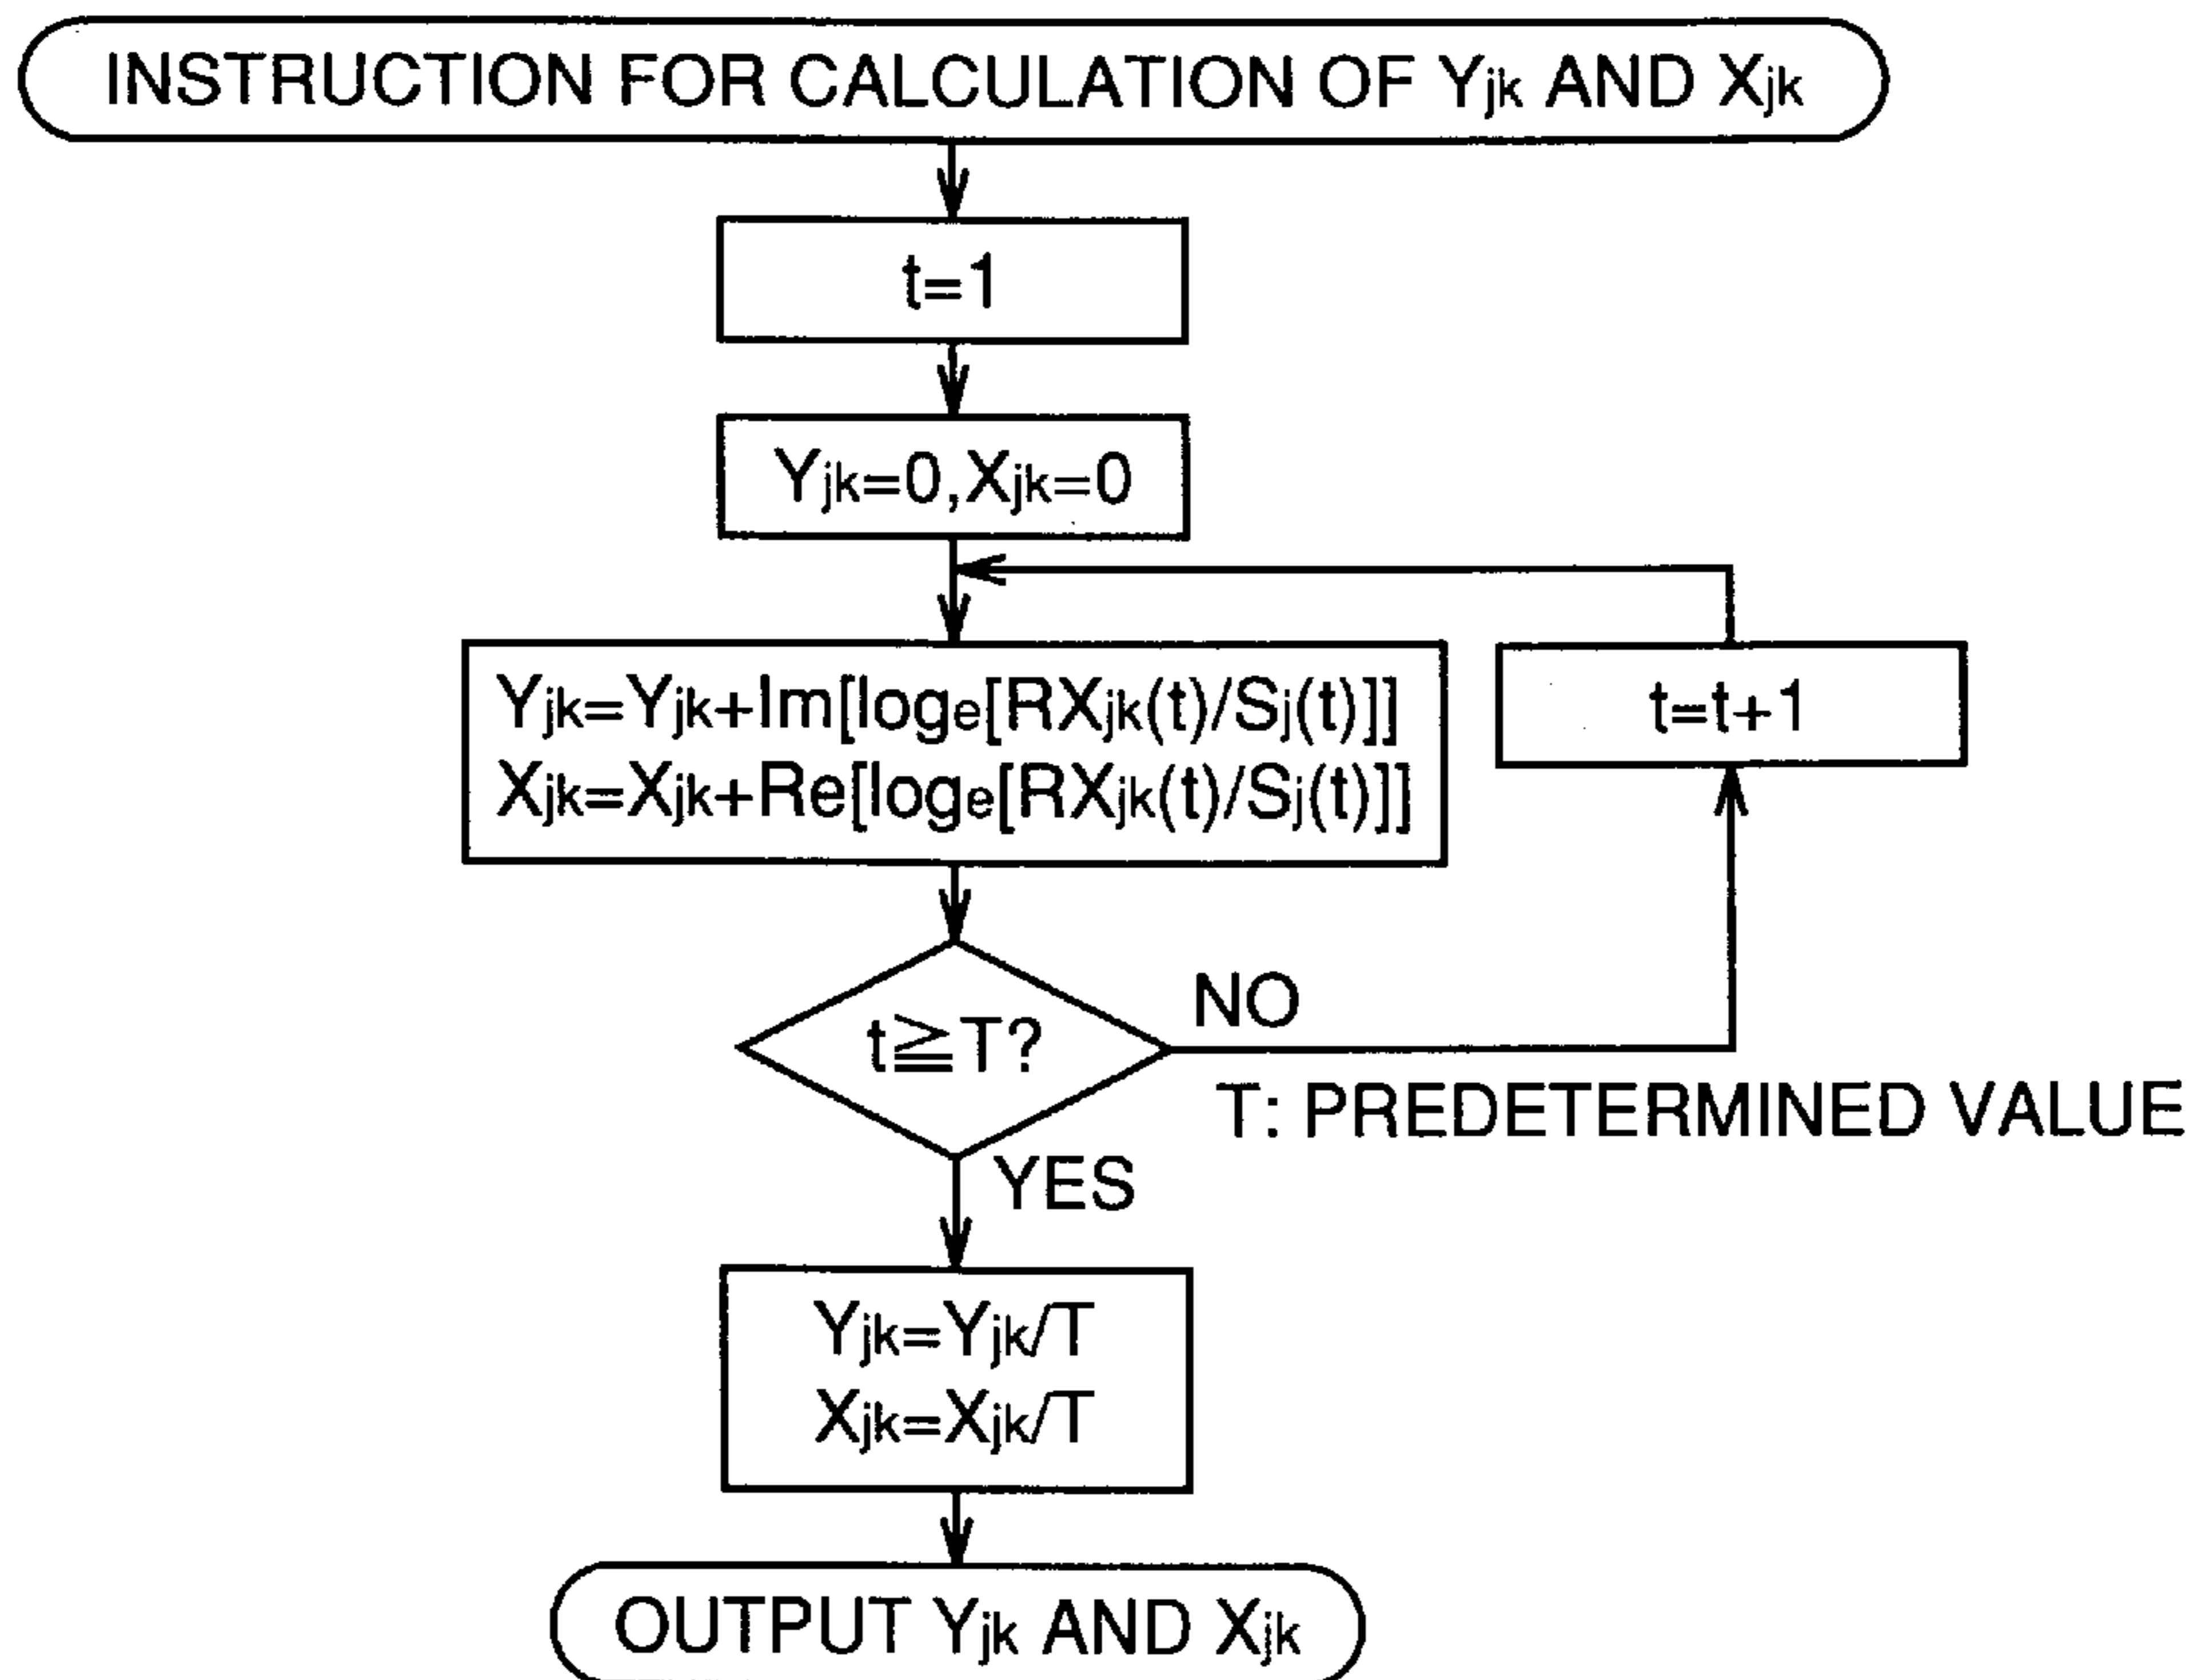 INSTRUCTION FOR CALCULATION OF Yjk AND Xjk
t=1
Yjk=0,Xjk=0
Yjk=Yjk+Im[loge[RXjk(t)/Sj(t)]]
Xjk=Xjk+Re[loge[RXjk(t)/Sj(t)]]
t=t+1
t≧T?
NO
T: PREDETERMINED VALUE
YES
Yjk=Yjk/T
Xjk=Xjk/T
OUTPUT Yjk AND Xjk